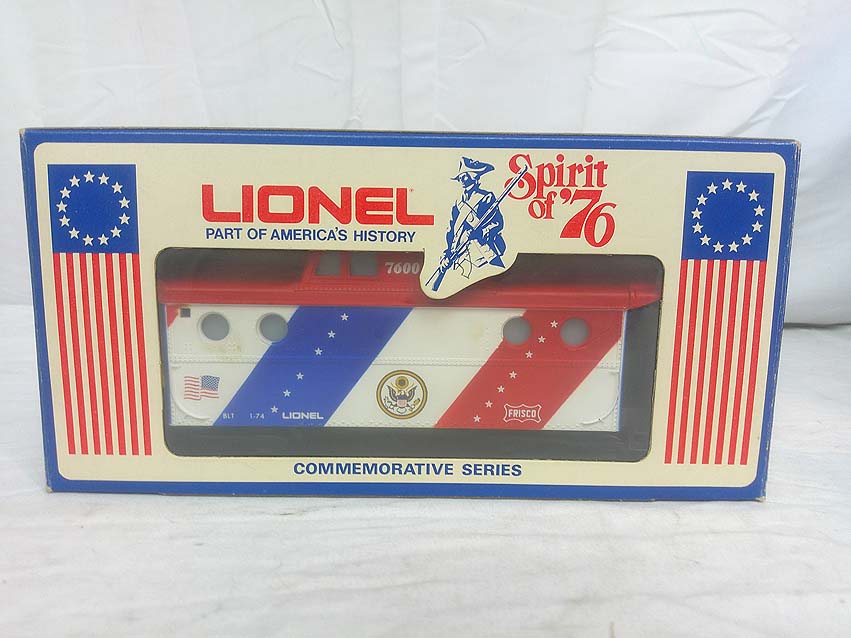 LIONEL
PART OF AMERICA'S HISTORY
Spirit
of '76
7600
BLT 1-74 LIONEL
FRISCO
COMMEMORATIVE SERIES